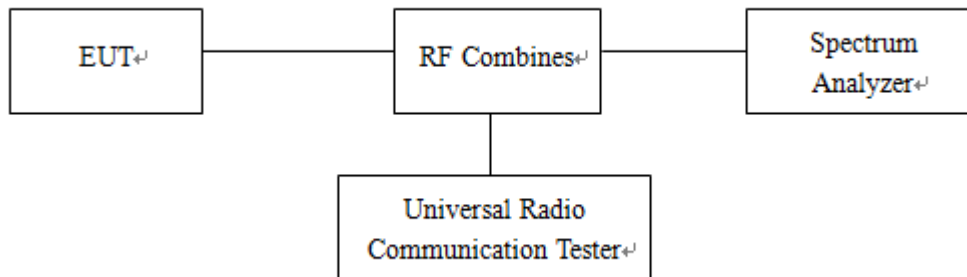 EUT↵
RF Combines↵
Spectrum
Analyzer↵
Universal Radio
Communication Tester↵